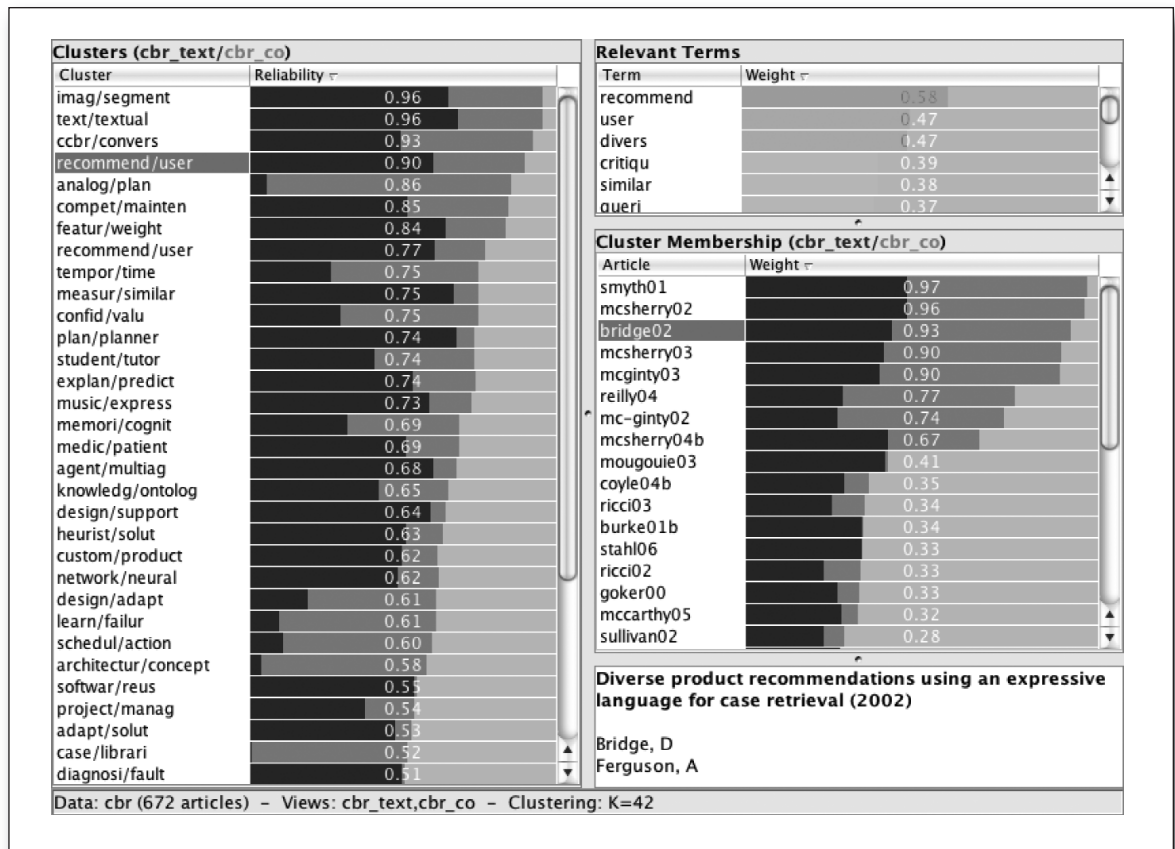 Clusters (cbr_text/cbr_co)
Cluster Reliability
imag/segment 0.96
text/textual 0.96
ccbr/convers 0.93
recommend/user 0.90
analog/plan 0.86
compet/mainten 0.85
featur/weight 0.84
recommend/user 0.77
tempor/time 0.75
measur/similar 0.75
confid/valu 0.75
plan/planner 0.74
student/tutor 0.74
explan/predict 0.74
music/express 0.73
memori/cognit 0.69
medic/patient 0.69
agent/multiag 0.68
knowledg/ontolog 0.65
design/support 0.64
heurist/solut 0.63
custom/product 0.62
network/neural 0.62
design/adapt 0.61
learn/failur 0.61
schedul/action 0.60
architectur/concept 0.58
softwar/reus 0.55
project/manag 0.54
adapt/solut 0.53
case/librari 0.52
diagnosi/fault 0.51
Relevant Terms
Term Weight
recommend 0.58
user 0.47
divers 0.47
critiqu 0.39
similar 0.38
queri 0.37
Cluster Membership (cbr_text/cbr_co)
Article Weight
smyth01 0.97
mcsherry02 0.96
bridge02 0.93
mcsherry03 0.90
mcginty03 0.90
reilly04 0.77
mc-ginty02 0.74
mcsherry04b 0.67
mougouie03 0.41
coyle04b 0.35
ricci03 0.34
burke01b 0.34
stahl06 0.33
ricci02 0.33
goker00 0.33
mccarthy05 0.32
sullivan02 0.28
Diverse product recommendations using an expressive
language for case retrieval (2002)
Bridge, D
Ferguson, A
Data: cbr (672 articles) – Views: cbr_text,cbr_co – Clustering: K=42